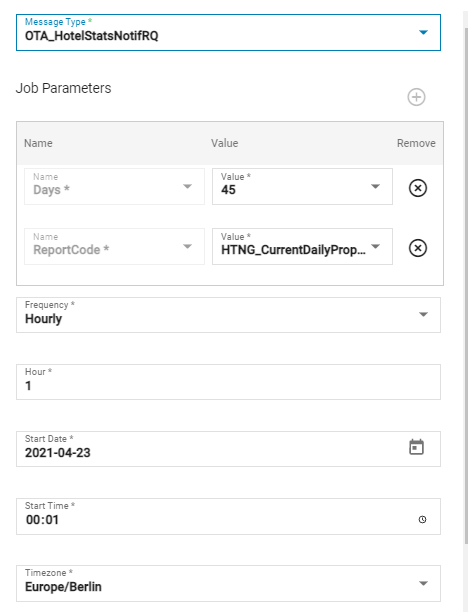 Message Type *
OTA_HotelStatsNotifRQ
Job Parameters
Name Value Remove
Name
Days *
Value *
45
Name
ReportCode *
Value *
HTNG_CurrentDailyProp...
Frequency *
Hourly
Hour *
1
Start Date *
2021-04-23
Start Time *
00:01
Timezone *
Europe/Berlin